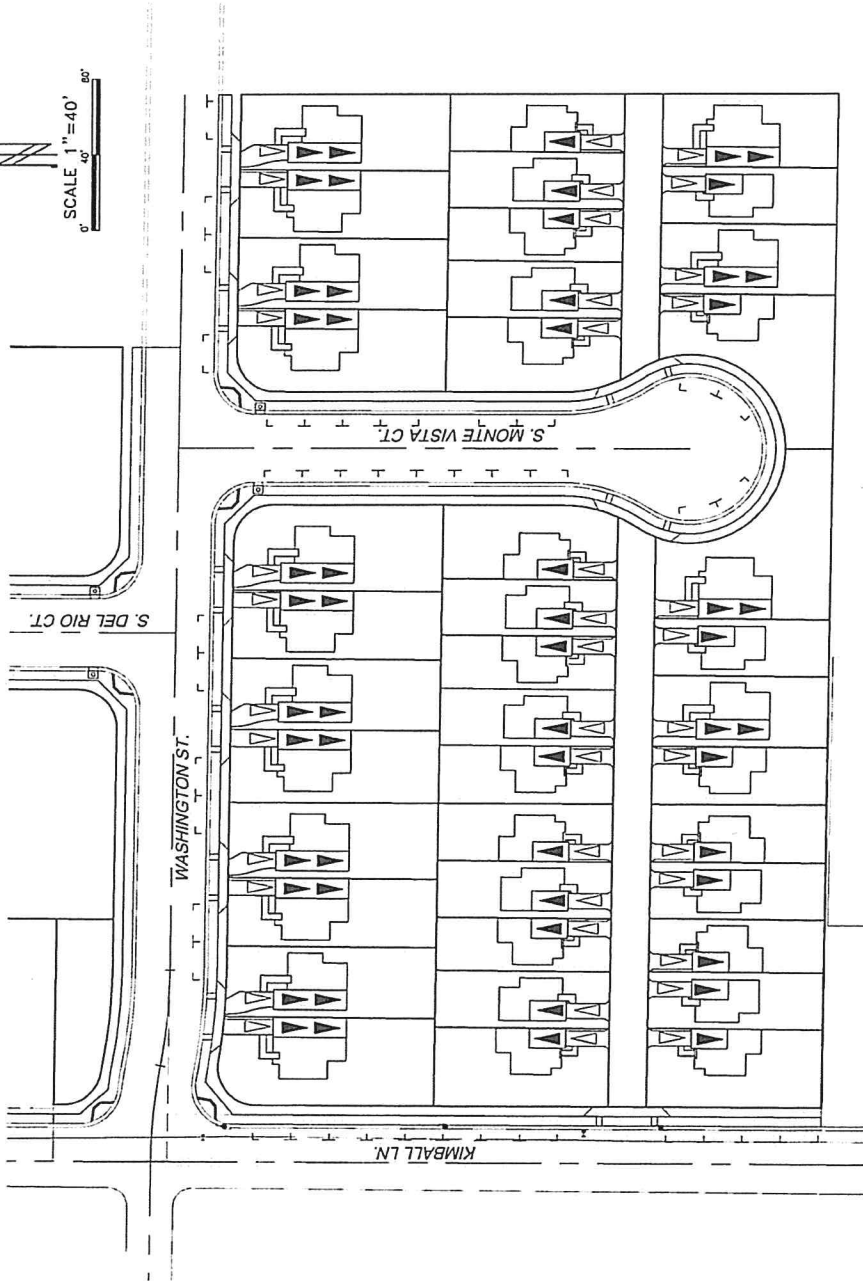 SCALE 1"=40'
0' 40' 80'
S. MONTE VISTA CT.
S. DEL RIO CT.
WASHINGTON ST.
KIMBALL LN.